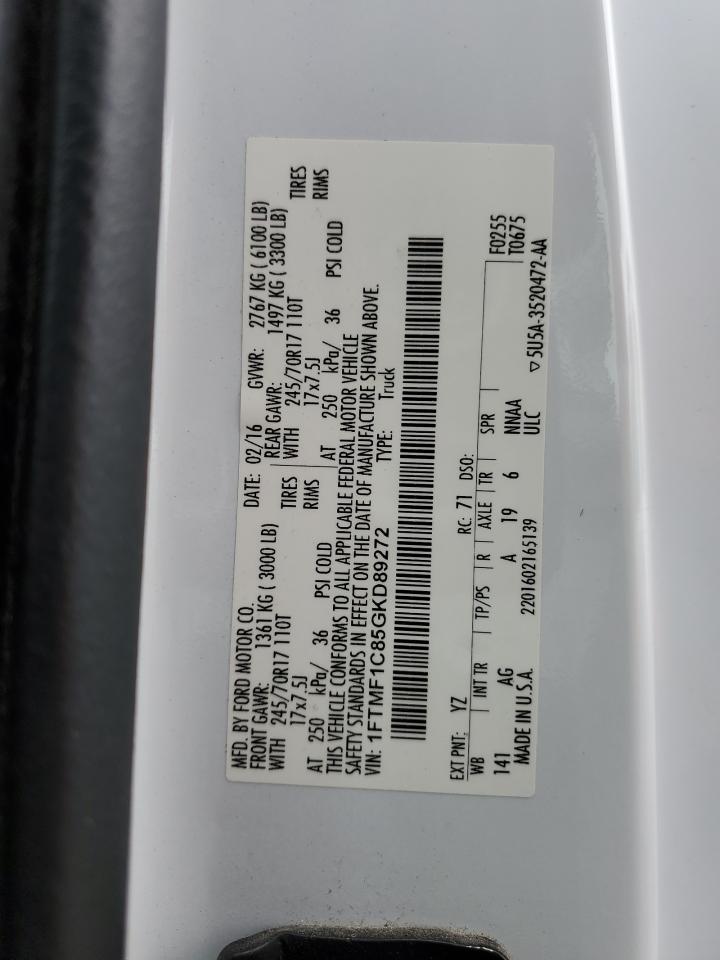 MFD. BY FORD MOTOR CO.
DATE: 02/16 GVWR: 2767 KG ( 6100 LB)
FRONT GAWR: 1361 KG ( 3000 LB) REAR GAWR: 1497 KG ( 3300 LB)
WITH 245/70R17 110T TIRES WITH 245/70R17 110T TIRES
17x7.5J RIMS 17x7.5J RIMS
AT 250 kPa/ 36 PSI COLD AT 250 kPa/ 36 PSI COLD
THIS VEHICLE CONFORMS TO ALL APPLICABLE FEDERAL MOTOR VEHICLE
SAFETY STANDARDS IN EFFECT ON THE DATE OF MANUFACTURE SHOWN ABOVE.
VIN: 1FTMF1C85GKD89272 TYPE: Truck
EXT PNT: YZ RC: 71 DSO:
WB INT TR TP/PS R AXLE TR SPR F0255
141 AG A 19 6 NNAA T0675
ULC
MADE IN U.S.A. 2201602165139 ▽5U5A-3520472-AA